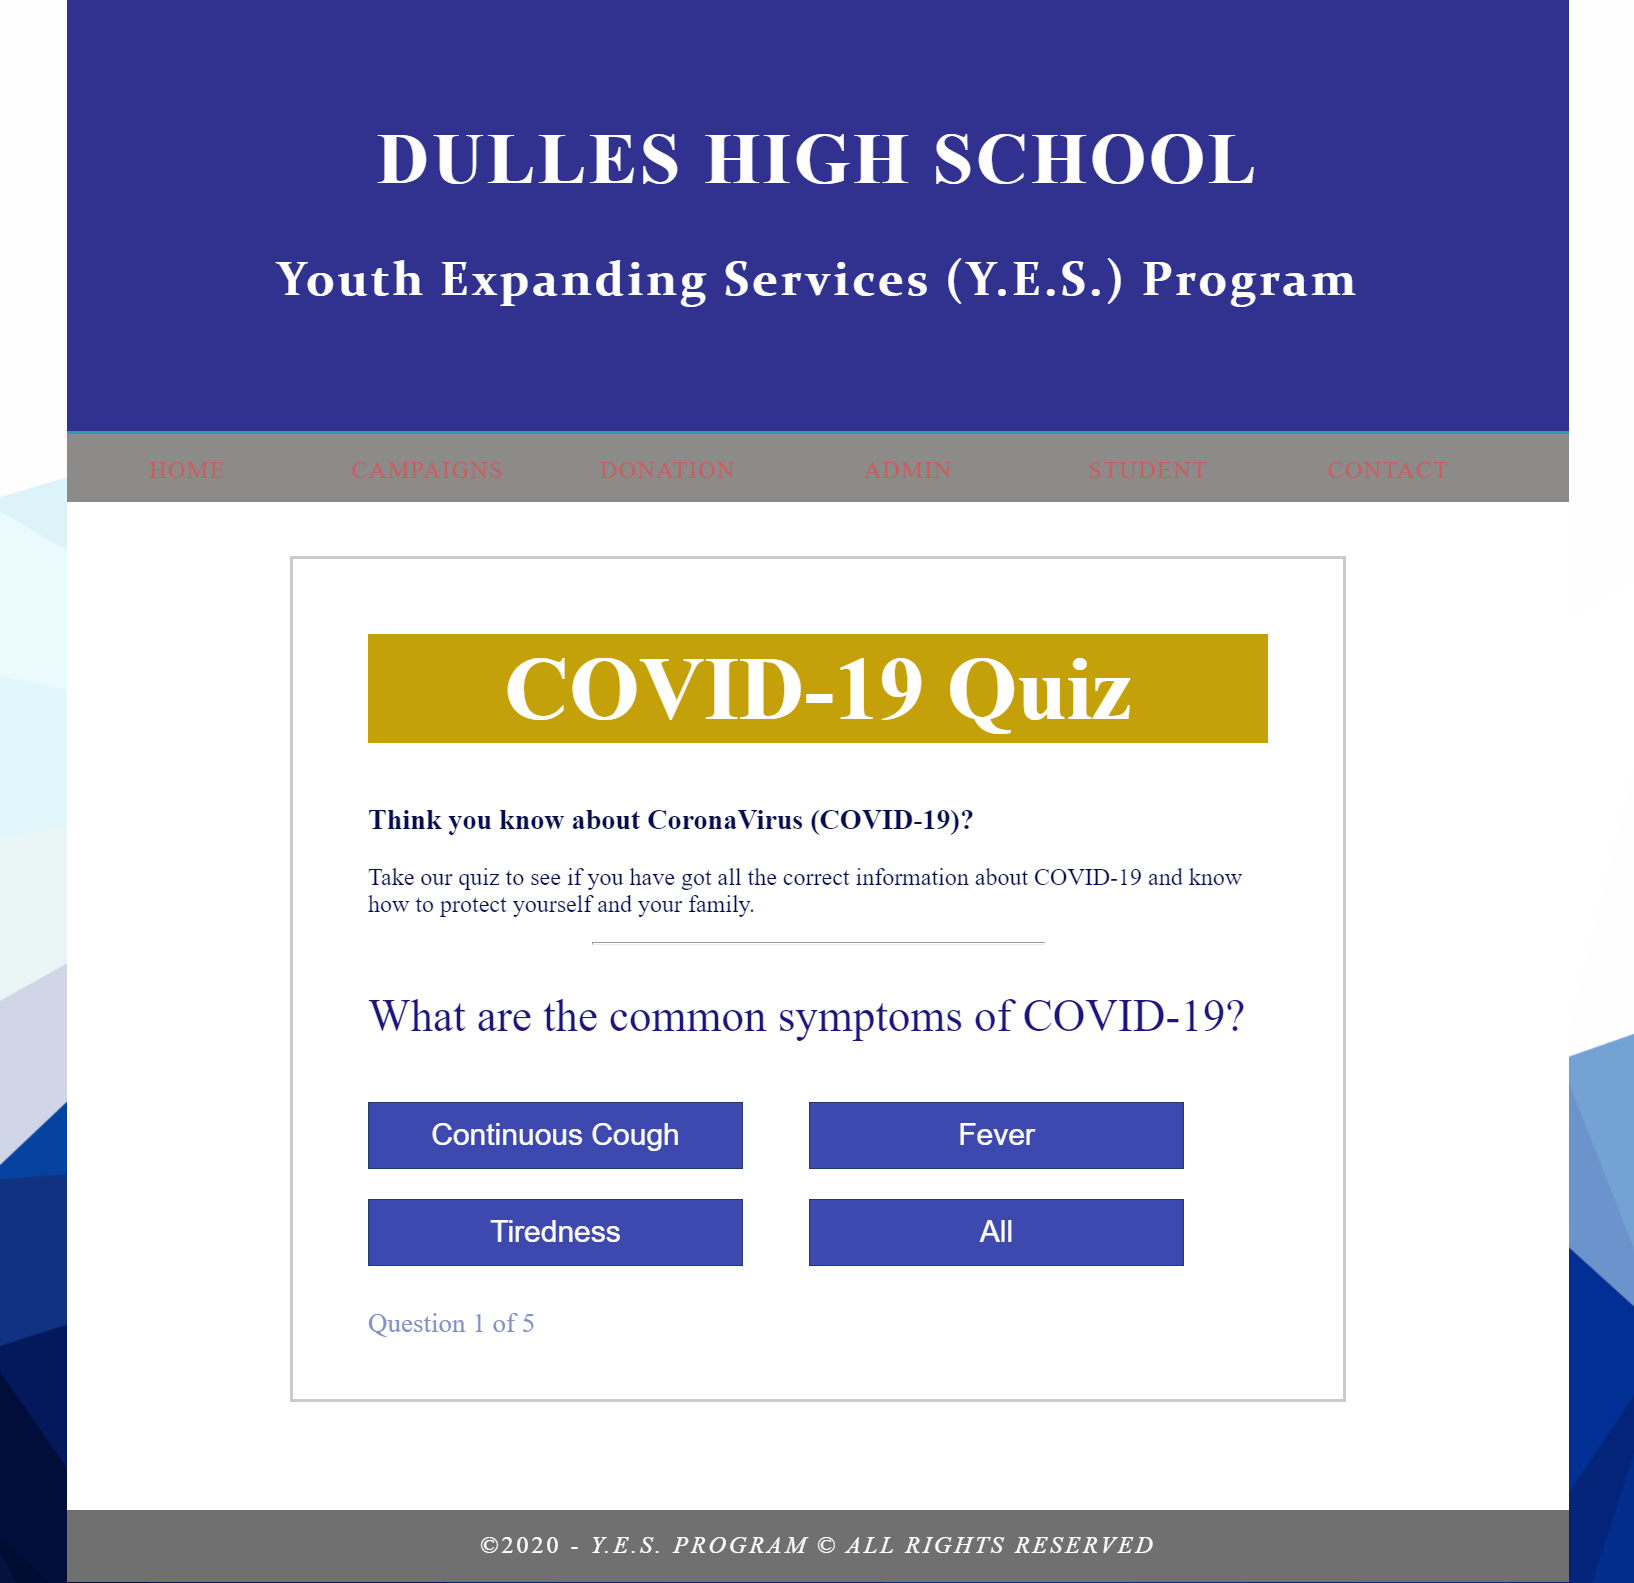 DULLES HIGH SCHOOL
Youth Expanding Services (Y.E.S.) Program
HOME CAMPAIGNS DONATION ADMIN STUDENT CONTACT
COVID-19 Quiz
Think you know about CoronaVirus (COVID-19)?
Take our quiz to see if you have got all the correct information about COVID-19 and know
how to protect yourself and your family.
What are the common symptoms of COVID-19?
Continuous Cough Fever
Tiredness All
Question 1 of 5
©2020 - Y.E.S. PROGRAM © ALL RIGHTS RESERVED